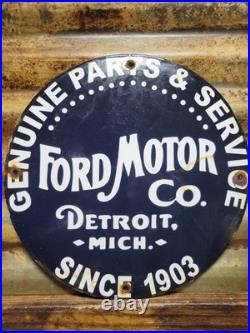 GENUINE PARTS & SERVICE
FORD MOTOR
CO.
DETROIT,
-MICH.-
SINCE 1903